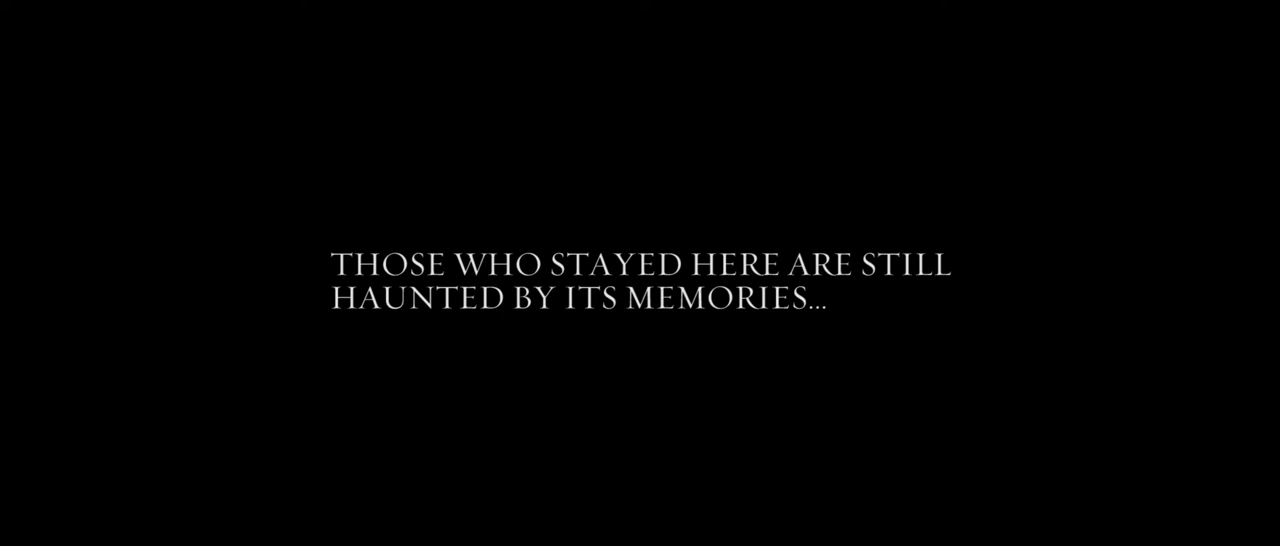 THOSE WHO STAYED HERE ARE STILL
HAUNTED BY ITS MEMORIES...